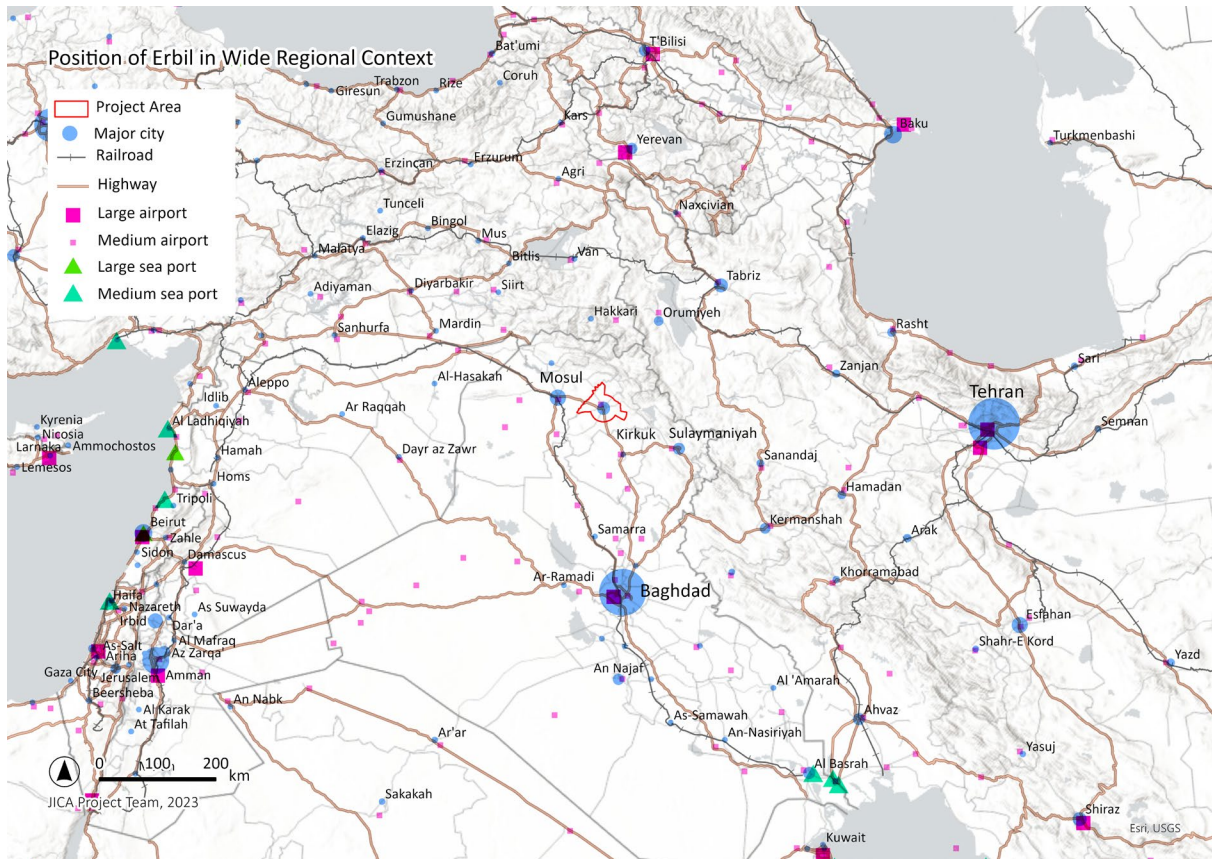 Position of Erbil in Wide Regional Context
Project Area
Major city
Railroad
Highway
Large airport
Medium airport
Large sea port
Medium sea port
Bat'umi
T'Bilisi
Giresun
Trabzon
Rize
Coruh
Gumushane
Kars
Baku
Turkmenbashi
Yerevan
Erzincan
Erzurum
Agri
Tunceli
Naxcivian
Elazig
Bingol
Mus
Malatya
Bitlis
Van
Tabriz
Adiyaman
Diyarbakir
Siirt
Sanhurfa
Mardin
Hakkari
Orumiyeh
Rasht
Zanjan
Sari
Aleppo
Al-Hasakah
Mosul
Tehran
Idlib
Ar Raqqah
Kyrenia
Nicosia
Al Ladhiqiyah
Larnaka
Ammochostos
Lemesos
Hamah
Dayr az Zawr
Kirkuk
Sulaymaniyah
Semnan
Sanandaj
Homs
Hamadan
Tripoli
Beirut
Zahle
Samarra
Kermanshah
Arak
Sidon
Damascus
Ar-Ramadi
Baghdad
Khorramabad
Haifa
Nazareth
Irbid
As Suwayda
Dar'a
Esfahan
Al Mafraq
As-Salt
Az Zarqa'
Ariha
Shahr-E Kord
Yazd
Gaza City
Jerusalem
Amman
An Najaf
Beersheba
An Nabk
Al 'Amarah
Al Karak
At Tafilah
As-Samawah
Ahvaz
Ar'ar
An-Nasiriyah
Yasuj
Al Basrah
0 100 200
km
JICA Project Team, 2023
Sakakah
Shiraz
Kuwait
Esri, USGS